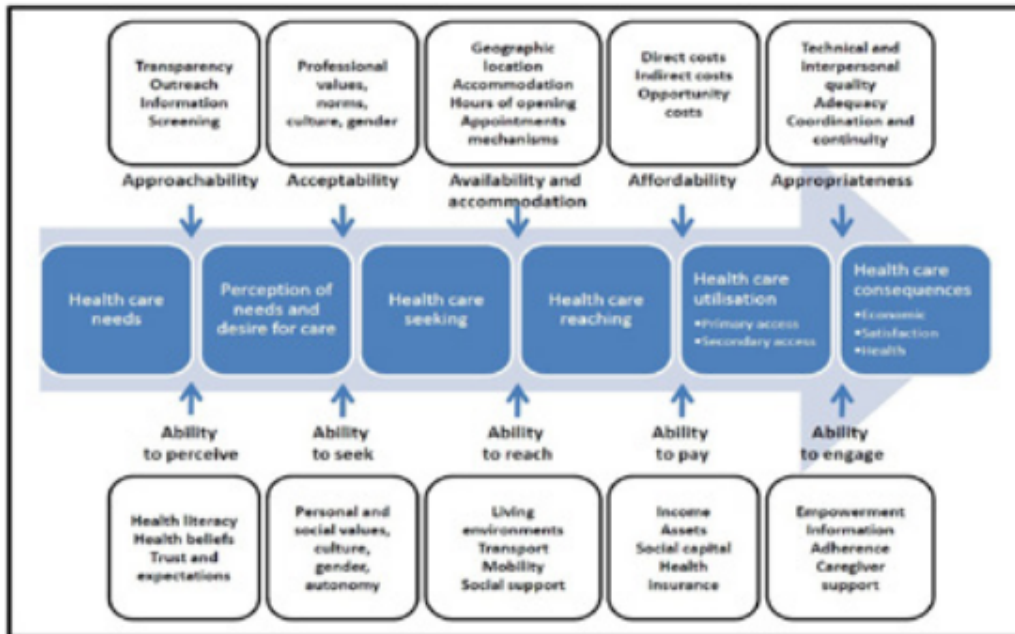 Transparency
Outreach
Information
Screening
Professional
values,
norms,
culture, gender
Geographic
location
Accommodation
Hours of opening
Appointments
mechanisms
Direct costs
Indirect costs
Opportunity
costs
Technical and
interpersonal
quality
Adequacy
Coordination and
continuity
Approachability
Acceptability
Availability and
accommodation
Affordability
Appropriateness
Health care
needs
Perception of
needs and
desire for care
Health care
seeking
Health care
reaching
Health care
utilisation
•Primary access
•Secondary access
Health care
consequences
•Economic
•Satisfaction
•Health
Ability
to perceive
Ability
to seek
Ability
to reach
Ability
to pay
Ability
to engage
Health literacy
Health beliefs
Trust and
expectations
Personal and
social values,
culture,
gender,
autonomy
Living
environments
Transport
Mobility
Social support
Income
Assets
Social capital
Health
Insurance
Empowerment
Information
Adherence
Caregiver
support